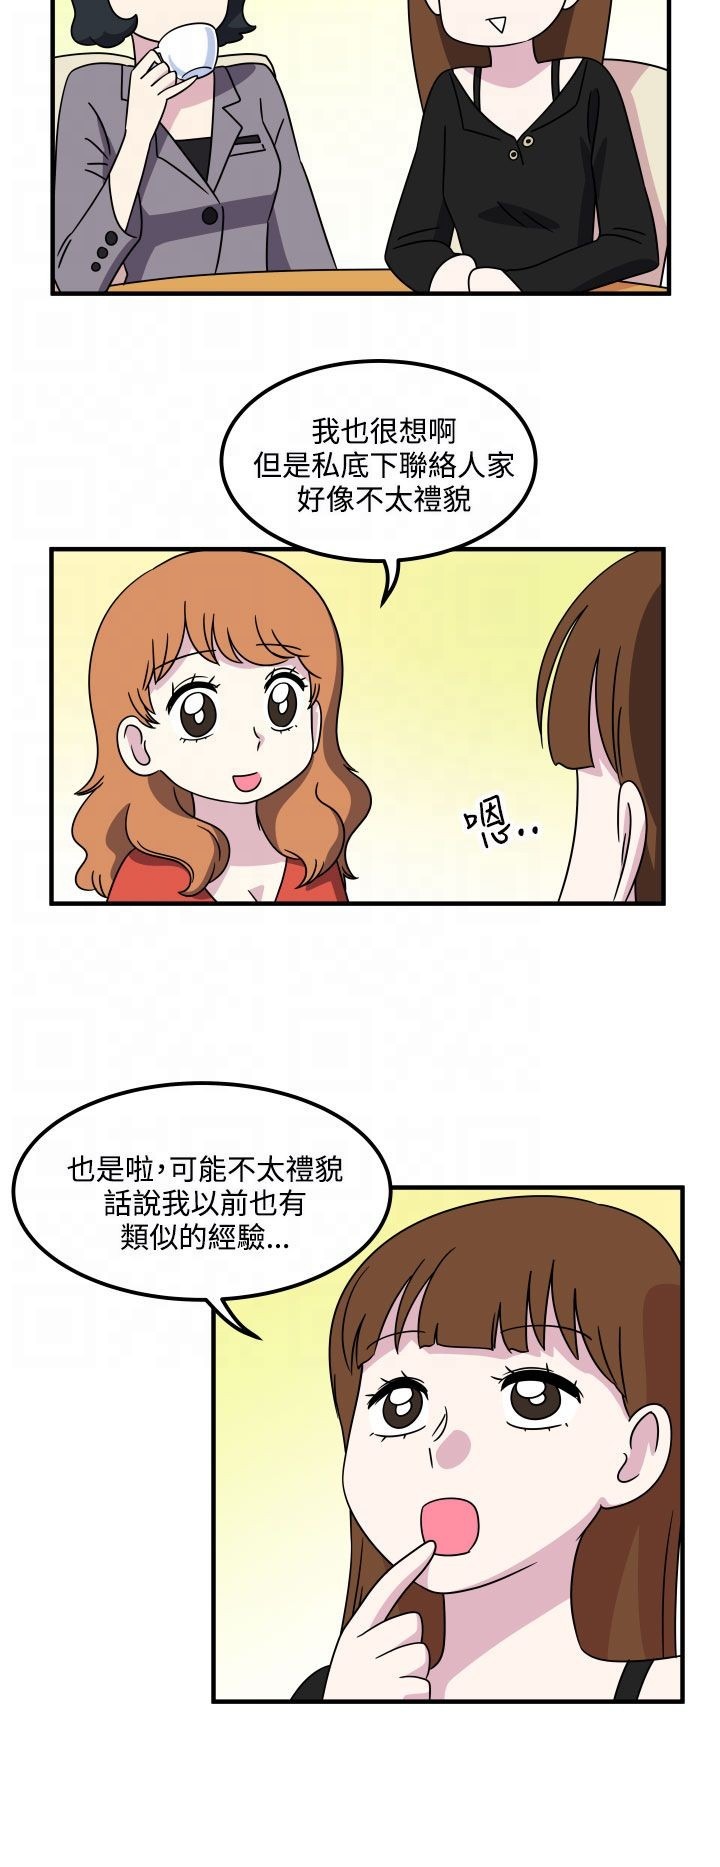 我也很想啊
但是私底下聯絡人家
好像不太禮貌
嗯..
也是啦，可能不太禮貌
話說我以前也有
類似的經驗...